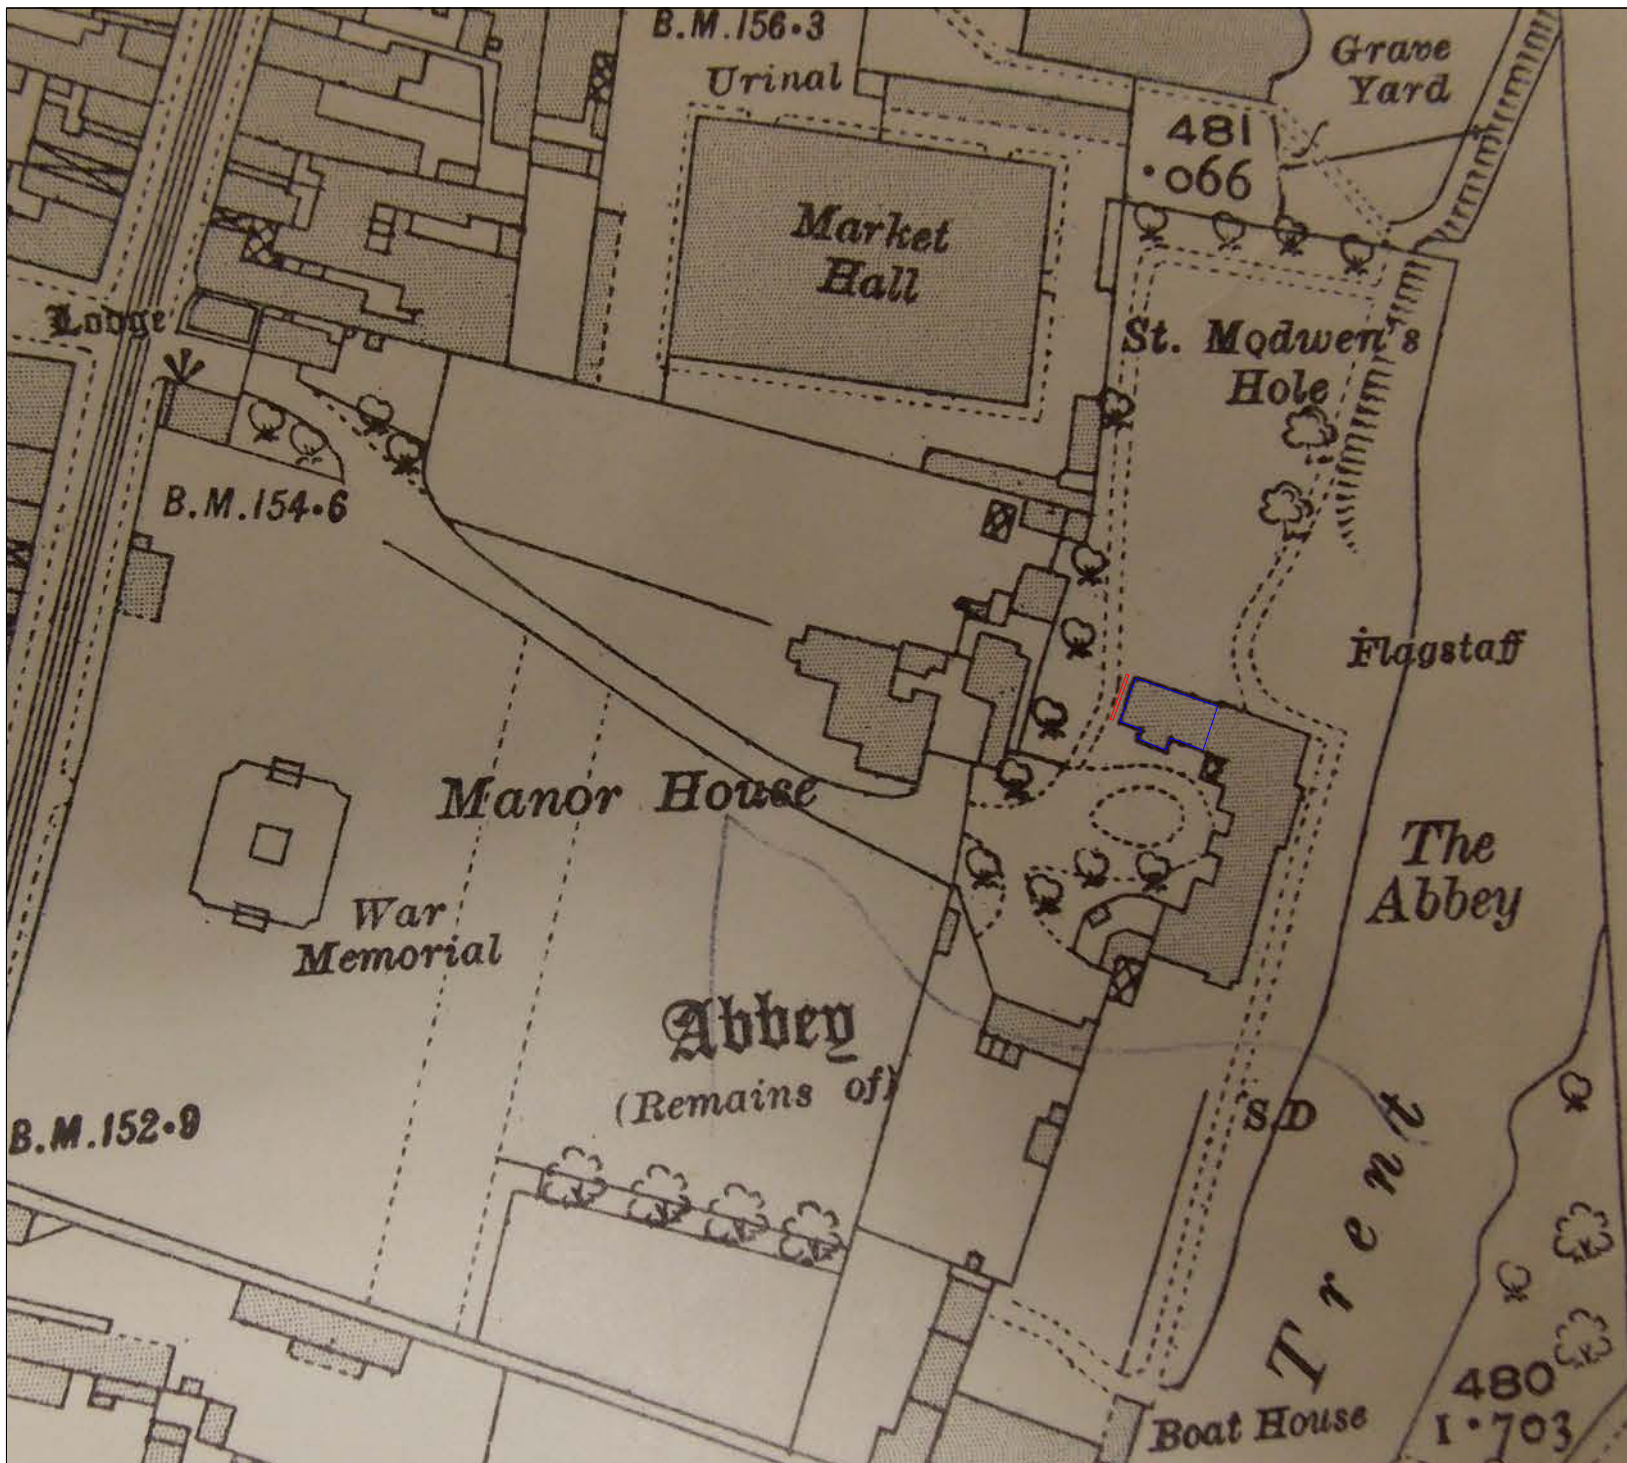 B.M.156·3
Urinal
Grave
Yard
481
·066
Market
Hall
Lodge
St. Modwen's
Hole
B.M.154·6
Flagstaff
Manor House
The
Abbey
War
Memorial
Abbey
(Remains of)
B.M.152·9
S.D
Trent
480
1·703
Boat House